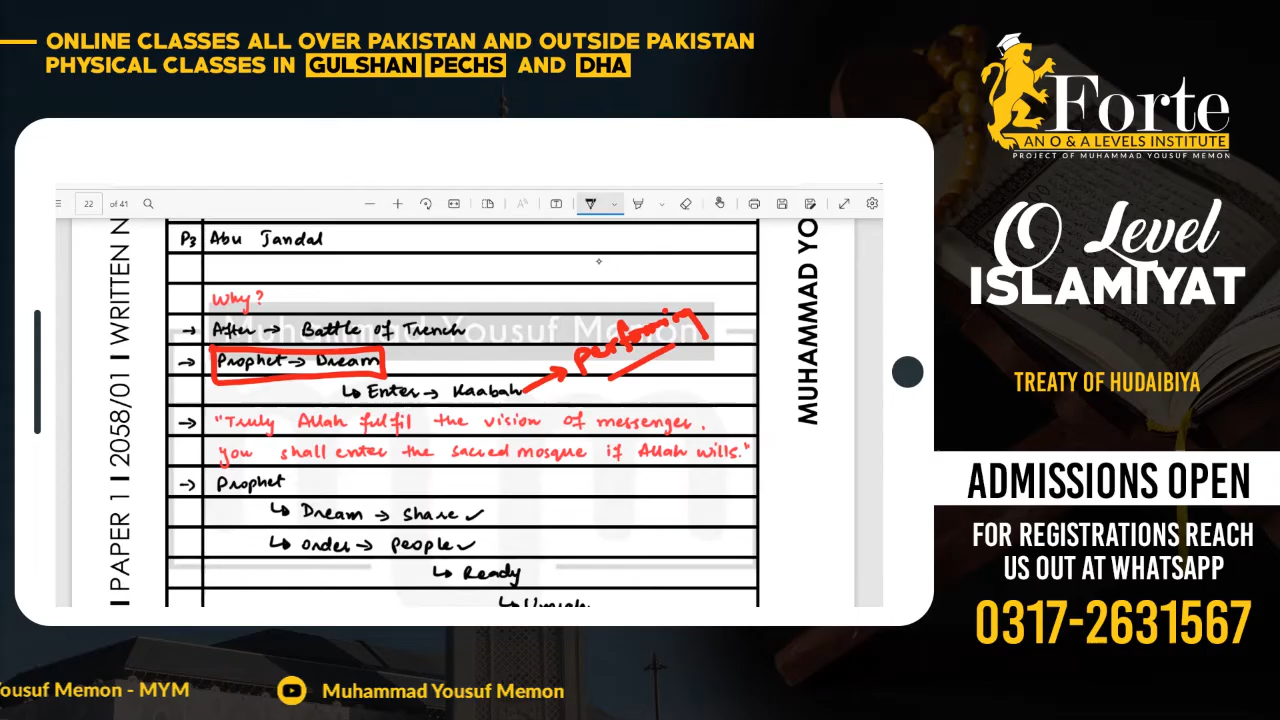 ONLINE CLASSES ALL OVER PAKISTAN AND OUTSIDE PAKISTAN
PHYSICAL CLASSES IN GULSHAN PECHS AND DHA
Forte
AN O & A LEVELS INSTITUTE
PROJECT OF MUHAMMAD YOUSUF MEMON
O Level
ISLAMIYAT
TREATY OF HUDAIBIYA
ADMISSIONS OPEN
FOR REGISTRATIONS REACH
US OUT AT WHATSAPP
0317-2631567
22 of 41
PAPER 1 I 2058/01 I WRITTEN N
MUHAMMAD YO
P3 Abu Jandal
Why?
→ After → Battle of Trench
Muhammad Yousuf Memon
→ Prophet → Dream
↳ Enter → Kaabah → performing
→ "Truly Allah fulfil the vision of messenger.
you shall enter the sacred mosque if Allah wills."
→ Prophet
↳ Dream → share ✓
↳ order → people ✓
↳ Ready
↳ Umrah
ousuf Memon - MYM
Muhammad Yousuf Memon